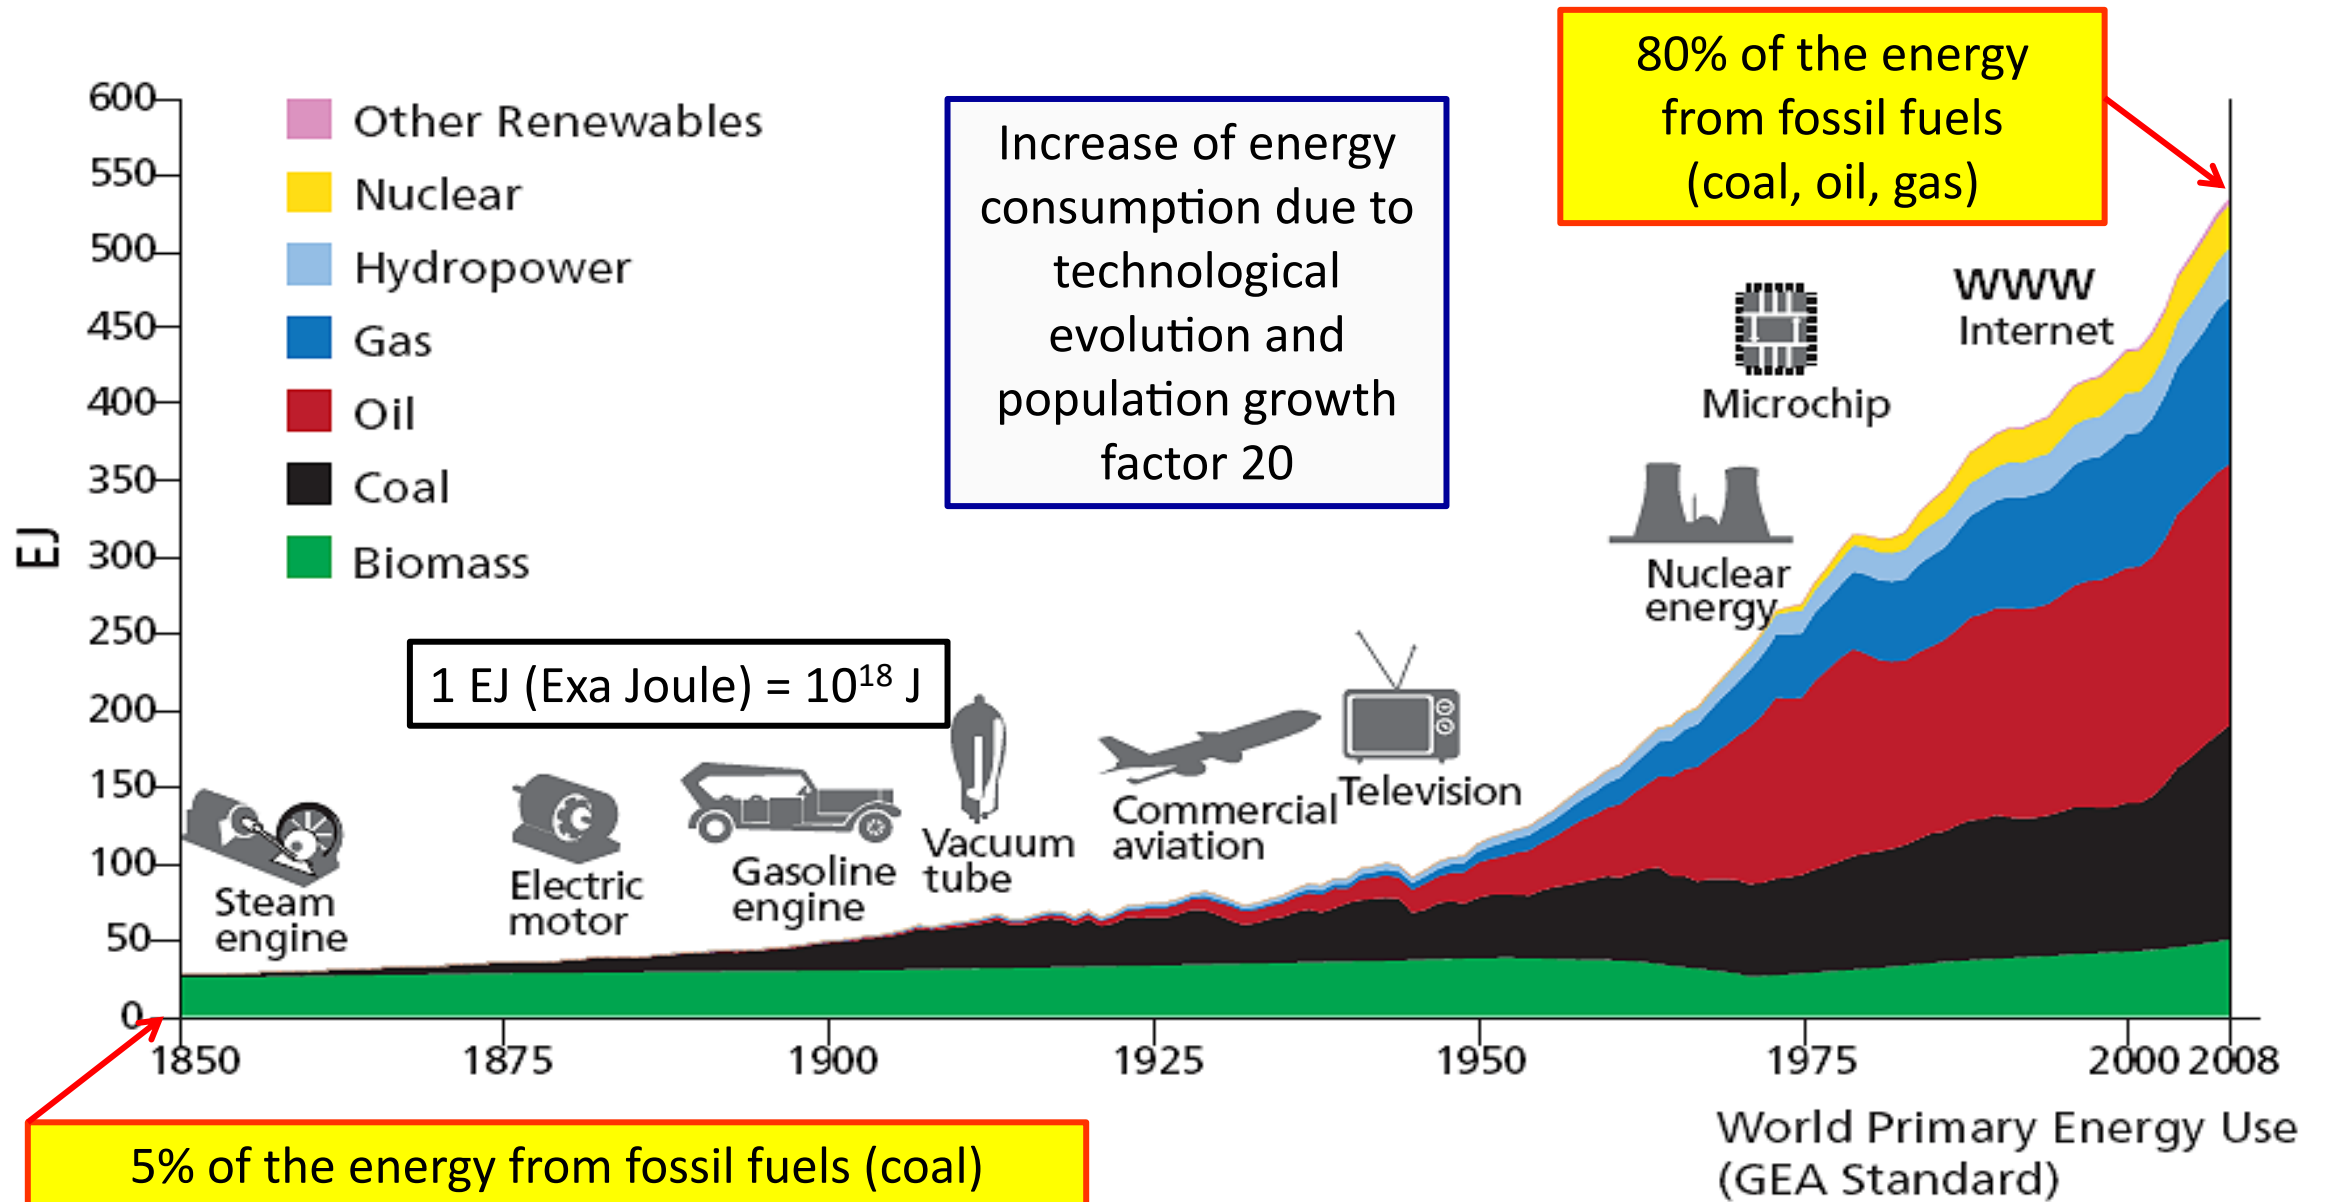 80% of the energy
from fossil fuels
(coal, oil, gas)
Increase of energy
consumption due to
technological
evolution and
population growth
factor 20
600
550
500
450
400
350
300
250
200
150
100
50
0
EJ
Other Renewables
Nuclear
Hydropower
Gas
Oil
Coal
Biomass
1 EJ (Exa Joule) = 10¹⁸ J
Steam
engine
Electric
motor
Gasoline
engine
Vacuum
tube
Commercial
aviation
Television
Nuclear
energy
Microchip
WWW
Internet
1850
1875
1900
1925
1950
1975
2000
2008
World Primary Energy Use
(GEA Standard)
5% of the energy from fossil fuels (coal)